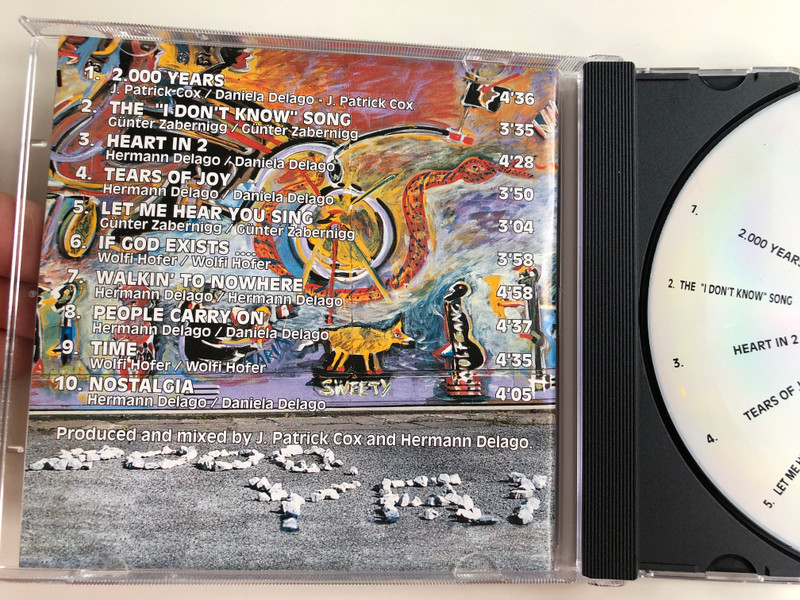 1. 2.000 YEARS 4'36
J. Patrick Cox / Daniela Delago - J. Patrick Cox
2. THE "I DON'T KNOW" SONG 3'35
Günter Zabernigg / Günter Zabernigg
3. HEART IN 2 4'28
Hermann Delago / Daniela Delago
4. TEARS OF JOY 3'50
Hermann Delago / Daniela Delago
5. LET ME HEAR YOU SING 3'04
Günter Zabernigg / Günter Zabernigg
6. IF GOD EXISTS .... 3'58
Wolfi Hofer / Wolfi Hofer
7. WALKIN' TO NOWHERE 4'58
Hermann Delago / Hermann Delago
8. PEOPLE CARRY ON 4'37
Hermann Delago / Daniela Delago
9. TIME 4'35
Wolfi Hofer / Wolfi Hofer
10. NOSTALGIA 4'05
Hermann Delago / Daniela Delago
SWEETY
WOLFGANG
Produced and mixed by J. Patrick Cox and Hermann Delago.
1.
2.000 YEARS
2. THE "I DON'T KNOW" SONG
3. HEART IN 2
4. TEARS OF
5. LET ME